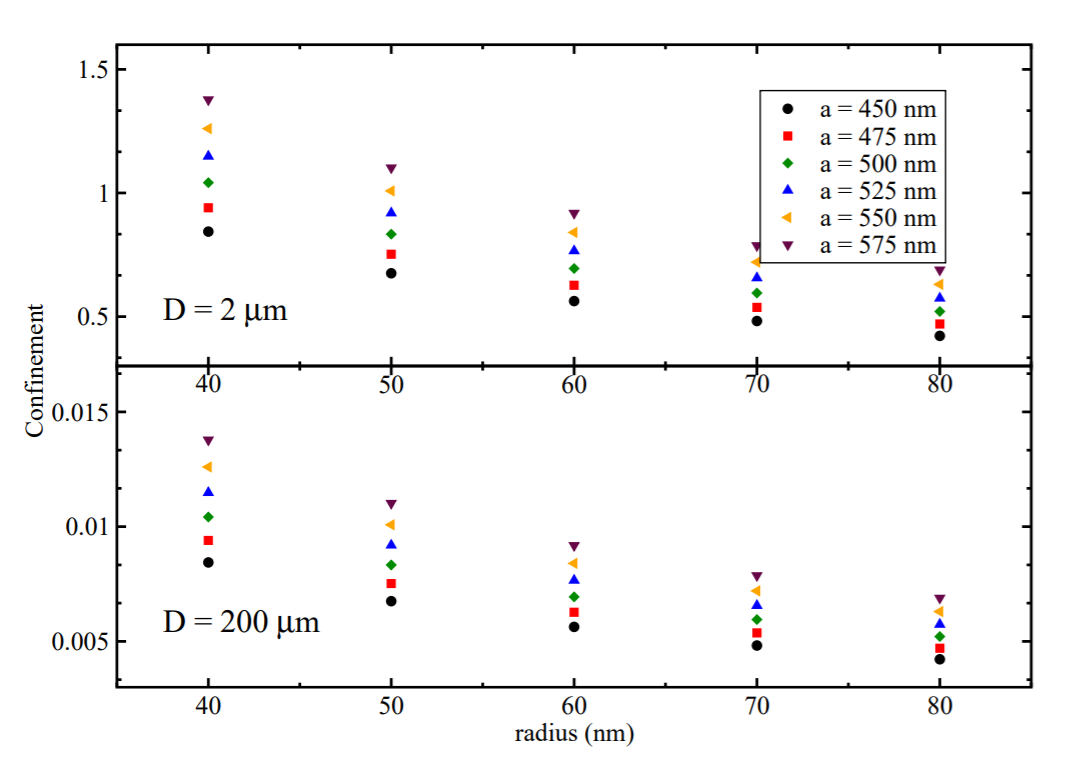 1.5
1
0.5
a = 450 nm
a = 475 nm
a = 500 nm
a = 525 nm
a = 550 nm
a = 575 nm
D = 2 μm
40 50 60 70 80
Confinement
0.015
0.01
0.005
D = 200 μm
40 50 60 70 80
radius (nm)